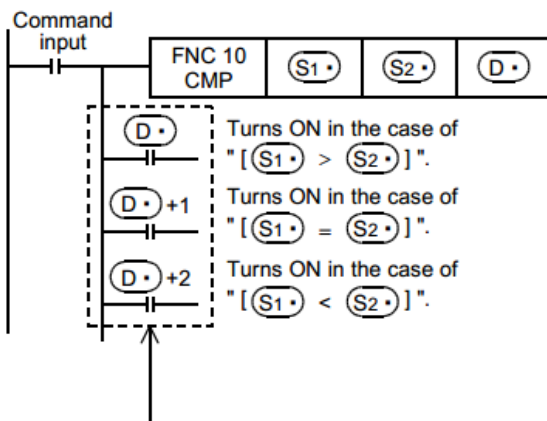 Command
input
FNC 10
CMP
S1·
S2·
D·
D·
Turns ON in the case of
" [ S1· > S2· ] ".
D· +1
Turns ON in the case of
" [ S1· = S2· ] ".
D· +2
Turns ON in the case of
" [ S1· < S2· ] ".